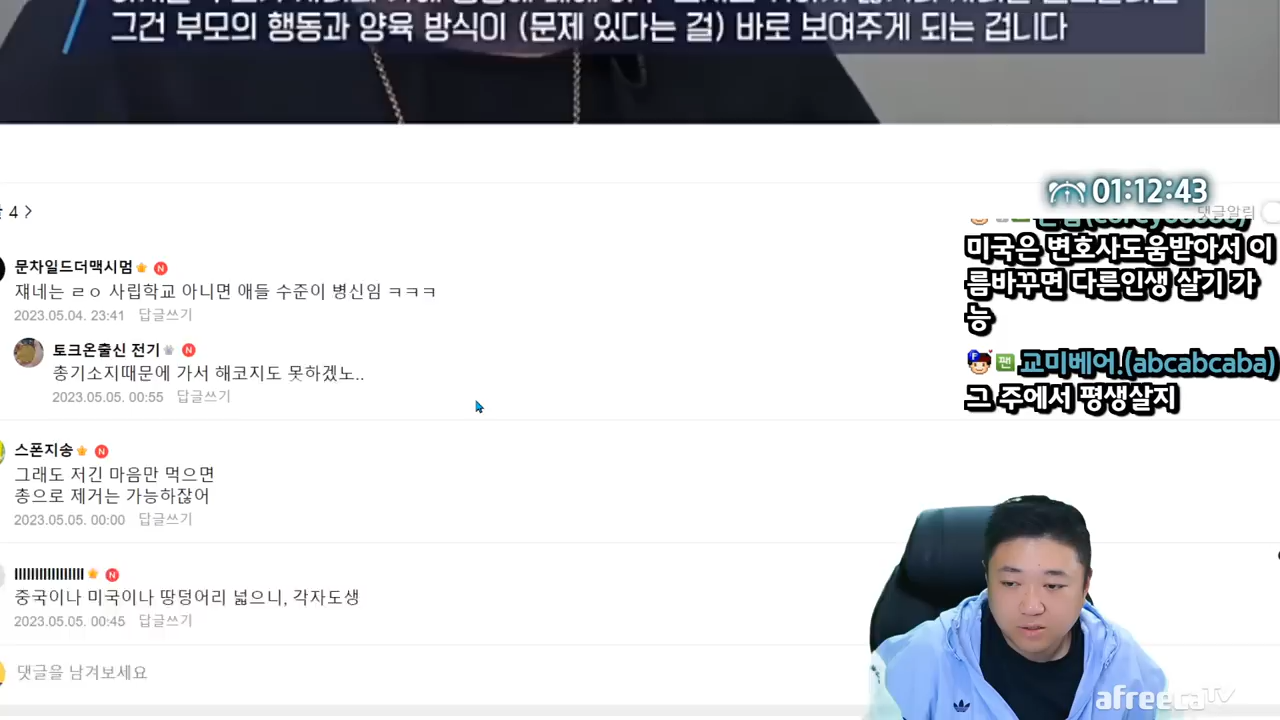 그건 부모의 행동과 양육 방식이 (문제 있다는 걸) 바로 보여주게 되는 겁니다
01:12:43
4 >
댓글알림
미국은 변호사도움받아서 이
름바꾸면 다른인생 살기 가
능
팬 교미베어.(abcabcaba)
그 주에서 평생살지
문차일드더맥시멈 N
쟤네는 ㄹㅇ 사립학교 아니면 애들 수준이 병신임 ㅋㅋㅋ
2023.05.04. 23:41 답글쓰기
토크온출신 전기 N
총기소지때문에 가서 해코지도 못하겠노..
2023.05.05. 00:55 답글쓰기
스폰지송 N
그래도 저긴 마음만 먹으면
총으로 제거는 가능하잖어
2023.05.05. 00:00 답글쓰기
llllllllllllllll N
중국이나 미국이나 땅덩어리 넓으니, 각자도생
2023.05.05. 00:45 답글쓰기
댓글을 남겨보세요
afreecaTV